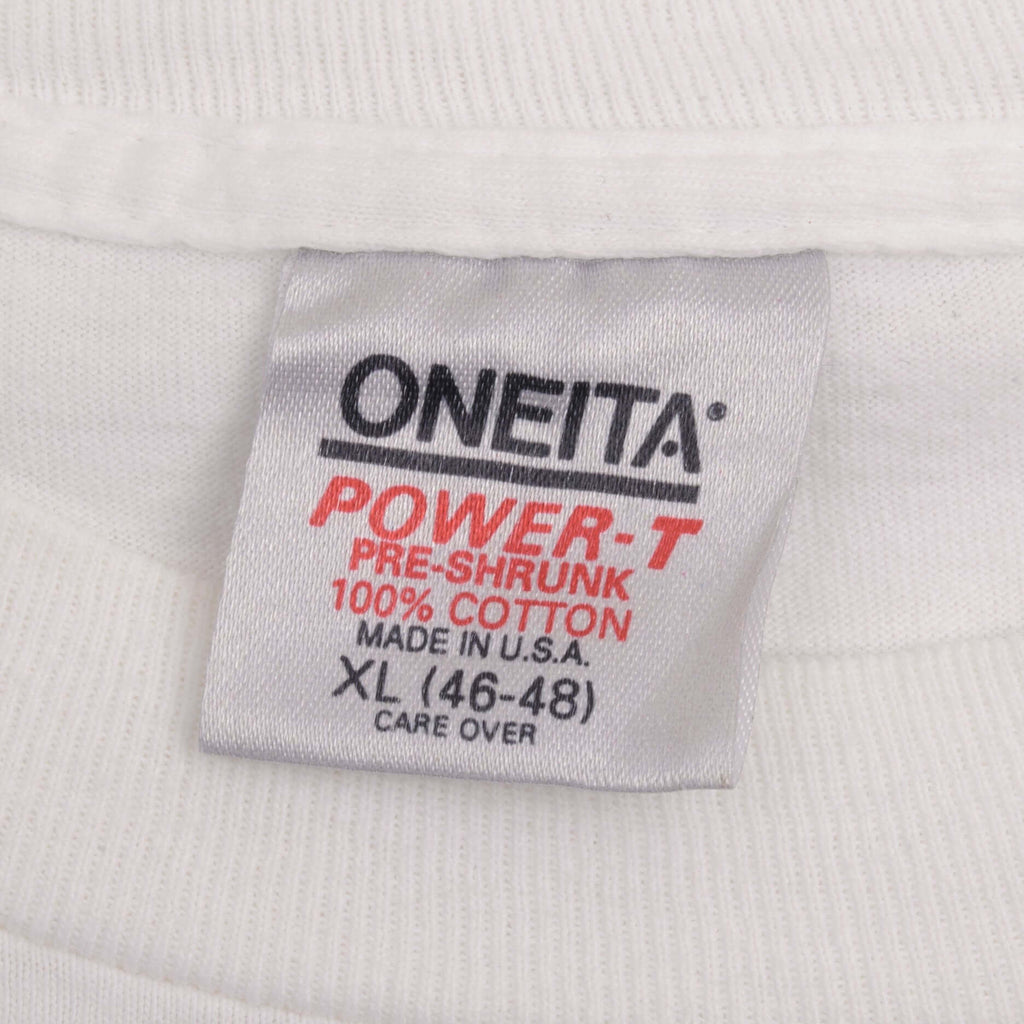 ONEITA®
POWER-T
PRE-SHRUNK
100% COTTON
MADE IN U.S.A.
XL (46-48)
CARE OVER